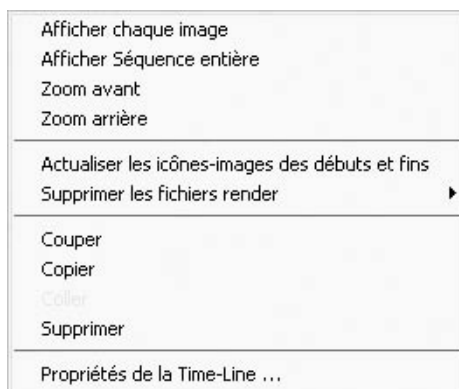 Afficher chaque image
Afficher Séquence entière
Zoom avant
Zoom arrière
Actualiser les icônes-images des débuts et fins
Supprimer les fichiers render
Couper
Copier
Coller
Supprimer
Propriétés de la Time-Line ...